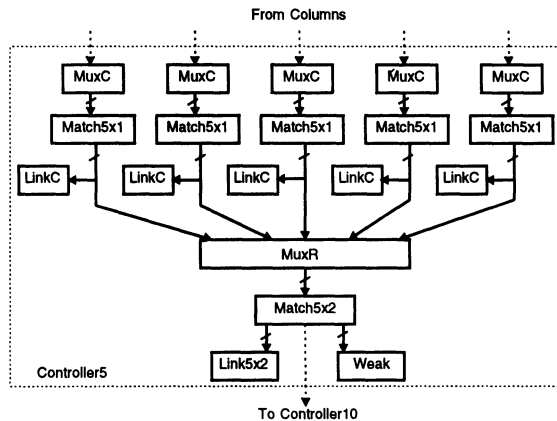 From Columns
MuxC MuxC MuxC MuxC MuxC
Match5x1 Match5x1 Match5x1 Match5x1 Match5x1
LinkC LinkC LinkC LinkC LinkC
MuxR
Match5x2
Link5x2 Weak
Controller5
To Controller10